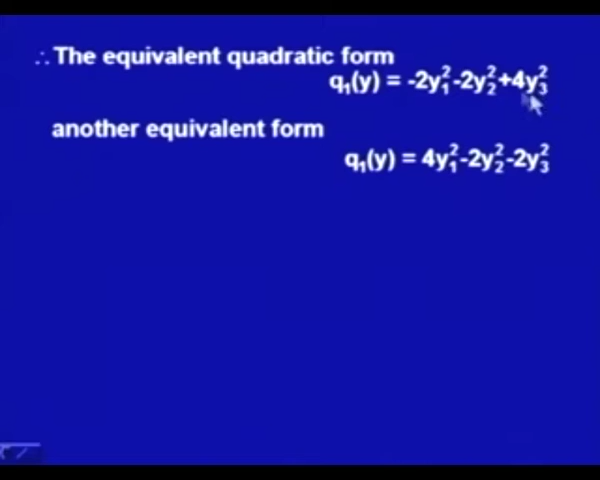 ∴ The equivalent quadratic form
q₁(y) = -2y₁²-2y₂²+4y₃²
another equivalent form
q₁(y) = 4y₁²-2y₂²-2y₃²